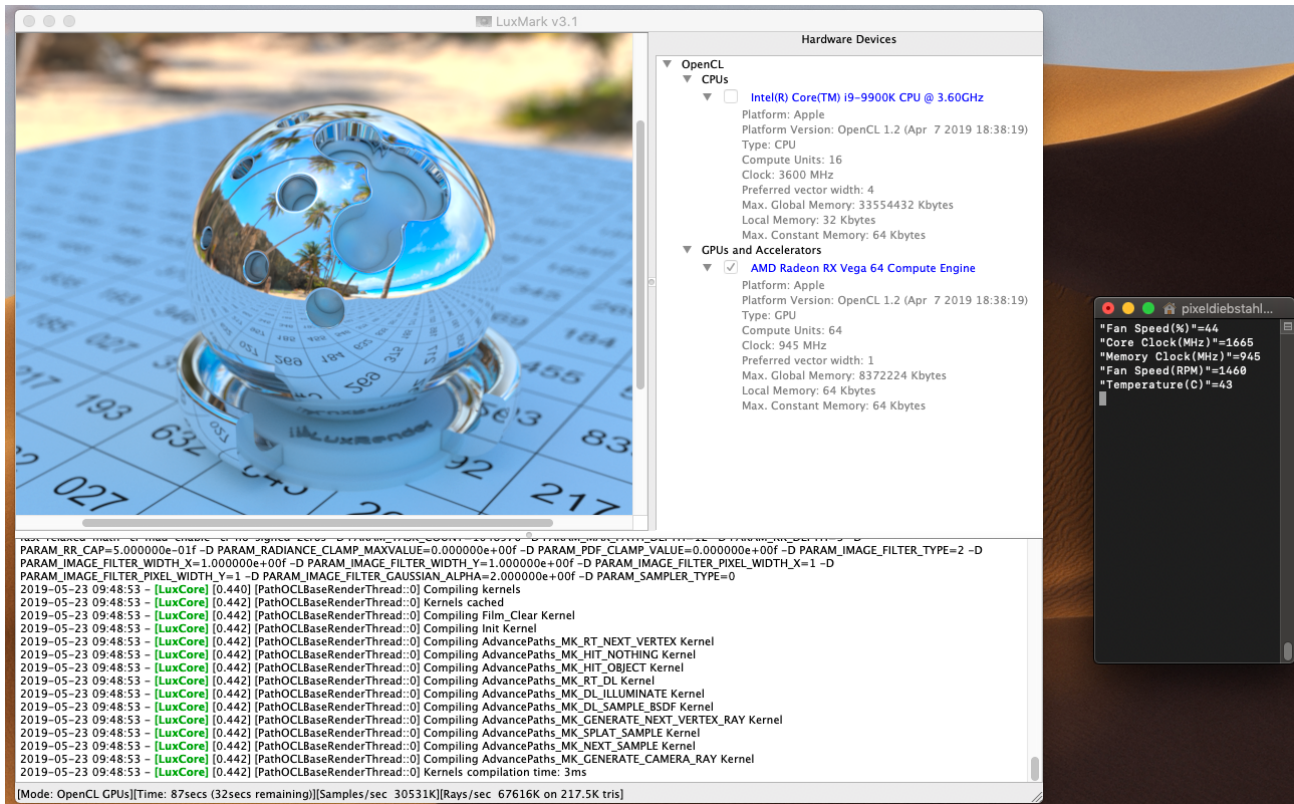 LuxMark v3.1
Hardware Devices
OpenCL
CPUs
Intel(R) Core(TM) i9-9900K CPU @ 3.60GHz
Platform: Apple
Platform Version: OpenCL 1.2 (Apr 7 2019 18:38:19)
Type: CPU
Compute Units: 16
Clock: 3600 MHz
Preferred vector width: 4
Max. Global Memory: 33554432 Kbytes
Local Memory: 32 Kbytes
Max. Constant Memory: 64 Kbytes
GPUs and Accelerators
AMD Radeon RX Vega 64 Compute Engine
Platform: Apple
Platform Version: OpenCL 1.2 (Apr 7 2019 18:38:19)
Type: GPU
Compute Units: 64
Clock: 945 MHz
Preferred vector width: 1
Max. Global Memory: 8372224 Kbytes
Local Memory: 64 Kbytes
Max. Constant Memory: 64 Kbytes
pixeldiebstahl...
"Fan Speed(%)"=44
"Core Clock(MHz)"=1665
"Memory Clock(MHz)"=945
"Fan Speed(RPM)"=1460
"Temperature(C)"=43
027
193
632
455
563
83
92
217
027
269
184
632
LuxRender
PARAM_RR_CAP=5.000000e-01f -D PARAM_RADIANCE_CLAMP_MAXVALUE=0.000000e+00f -D PARAM_PDF_CLAMP_VALUE=0.000000e+00f -D PARAM_IMAGE_FILTER_TYPE=2 -D
PARAM_IMAGE_FILTER_WIDTH_X=1.000000e+00f -D PARAM_IMAGE_FILTER_WIDTH_Y=1.000000e+00f -D PARAM_IMAGE_FILTER_PIXEL_WIDTH_X=1 -D
PARAM_IMAGE_FILTER_PIXEL_WIDTH_Y=1 -D PARAM_IMAGE_FILTER_GAUSSIAN_ALPHA=2.000000e+00f -D PARAM_SAMPLER_TYPE=0
2019-05-23 09:48:53 - [LuxCore] [0.440] [PathOCLBaseRenderThread::0] Compiling kernels
2019-05-23 09:48:53 - [LuxCore] [0.442] [PathOCLBaseRenderThread::0] Kernels cached
2019-05-23 09:48:53 - [LuxCore] [0.442] [PathOCLBaseRenderThread::0] Compiling Film_Clear Kernel
2019-05-23 09:48:53 - [LuxCore] [0.442] [PathOCLBaseRenderThread::0] Compiling Init Kernel
2019-05-23 09:48:53 - [LuxCore] [0.442] [PathOCLBaseRenderThread::0] Compiling AdvancePaths_MK_RT_NEXT_VERTEX Kernel
2019-05-23 09:48:53 - [LuxCore] [0.442] [PathOCLBaseRenderThread::0] Compiling AdvancePaths_MK_HIT_NOTHING Kernel
2019-05-23 09:48:53 - [LuxCore] [0.442] [PathOCLBaseRenderThread::0] Compiling AdvancePaths_MK_HIT_OBJECT Kernel
2019-05-23 09:48:53 - [LuxCore] [0.442] [PathOCLBaseRenderThread::0] Compiling AdvancePaths_MK_RT_DL Kernel
2019-05-23 09:48:53 - [LuxCore] [0.442] [PathOCLBaseRenderThread::0] Compiling AdvancePaths_MK_DL_ILLUMINATE Kernel
2019-05-23 09:48:53 - [LuxCore] [0.442] [PathOCLBaseRenderThread::0] Compiling AdvancePaths_MK_DL_SAMPLE_BSDF Kernel
2019-05-23 09:48:53 - [LuxCore] [0.442] [PathOCLBaseRenderThread::0] Compiling AdvancePaths_MK_GENERATE_NEXT_VERTEX_RAY Kernel
2019-05-23 09:48:53 - [LuxCore] [0.442] [PathOCLBaseRenderThread::0] Compiling AdvancePaths_MK_SPLAT_SAMPLE Kernel
2019-05-23 09:48:53 - [LuxCore] [0.442] [PathOCLBaseRenderThread::0] Compiling AdvancePaths_MK_NEXT_SAMPLE Kernel
2019-05-23 09:48:53 - [LuxCore] [0.442] [PathOCLBaseRenderThread::0] Compiling AdvancePaths_MK_GENERATE_CAMERA_RAY Kernel
2019-05-23 09:48:53 - [LuxCore] [0.442] [PathOCLBaseRenderThread::0] Kernels compilation time: 3ms
[Mode: OpenCL GPUs][Time: 87secs (32secs remaining)][Samples/sec 30531K][Rays/sec 67616K on 217.5K tris]